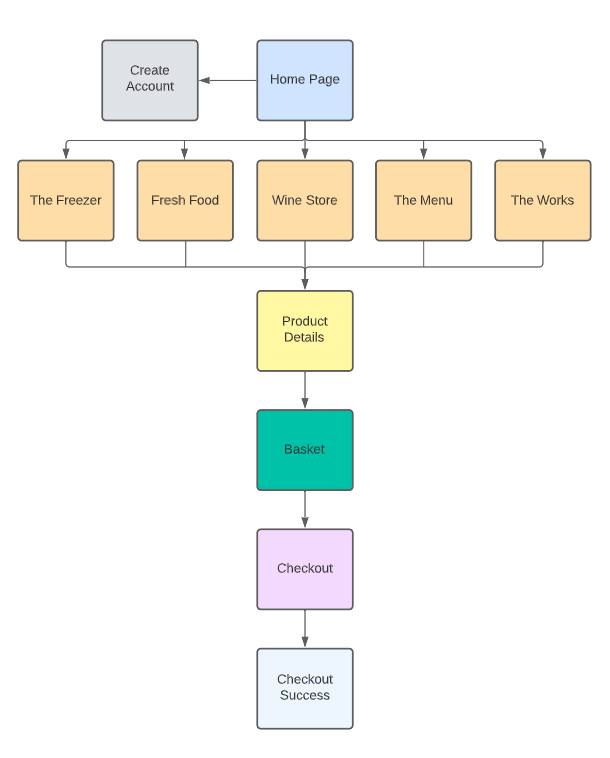 Create
Account
Home Page
The Freezer
Fresh Food
Wine Store
The Menu
The Works
Product
Details
Basket
Checkout
Checkout
Success